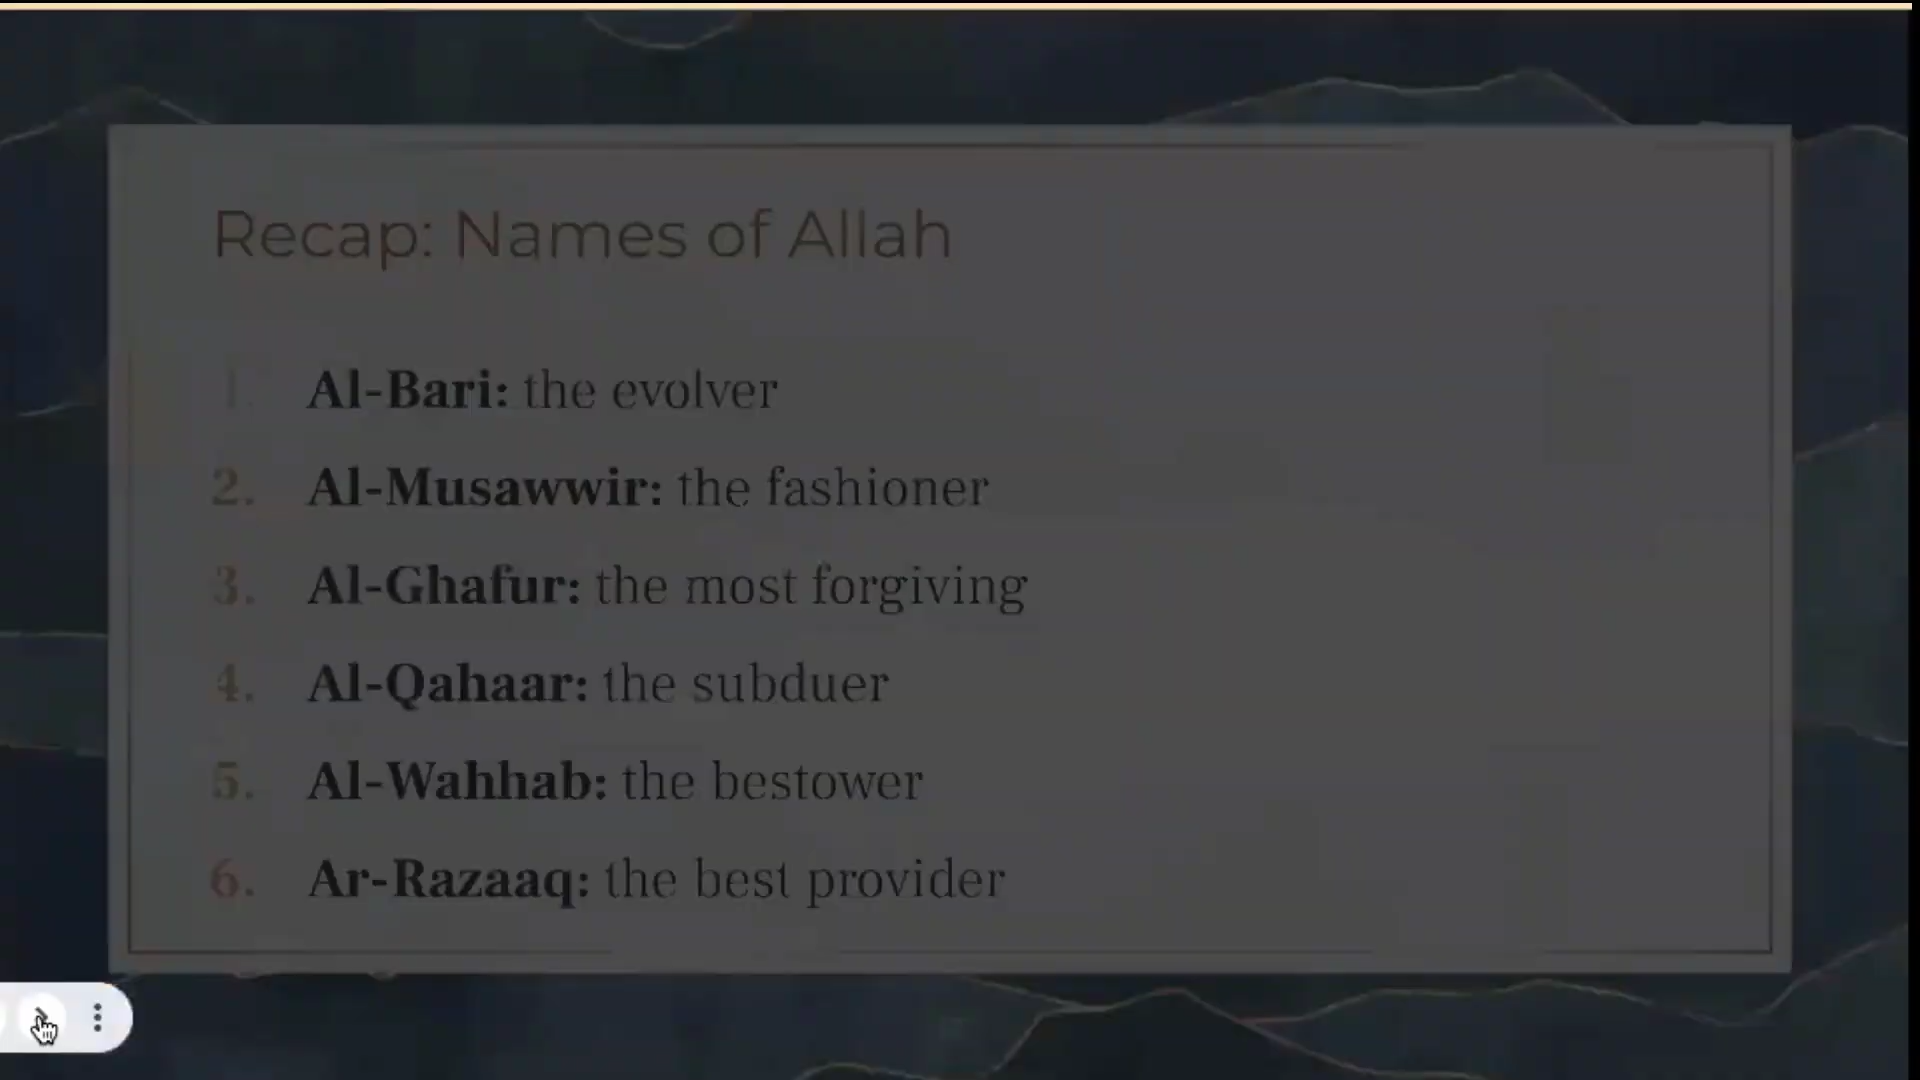 Recap: Names of Allah
1. Al-Bari: the evolver
2. Al-Musawwir: the fashioner
3. Al-Ghafur: the most forgiving
4. Al-Qahaar: the subduer
5. Al-Wahhab: the bestower
6. Ar-Razaaq: the best provider